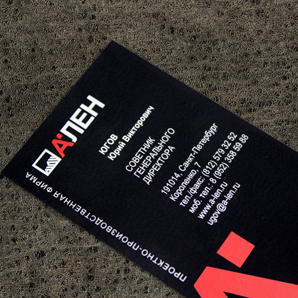 А·ЛЕН
ПРОЕКТНО-ПРОИЗВОДСТВЕННАЯ ФИРМА
ЮГОВ
Юрий Викторович
СОВЕТНИК
ГЕНЕРАЛЬНОГО
ДИРЕКТОРА
191014, Санкт-Петербург
Короленко, 7
тел./факс: (812) 579 32 52
моб. тел.: 8 (952) 358 59 88
www.a-len.ru
ugov@a-len.ru